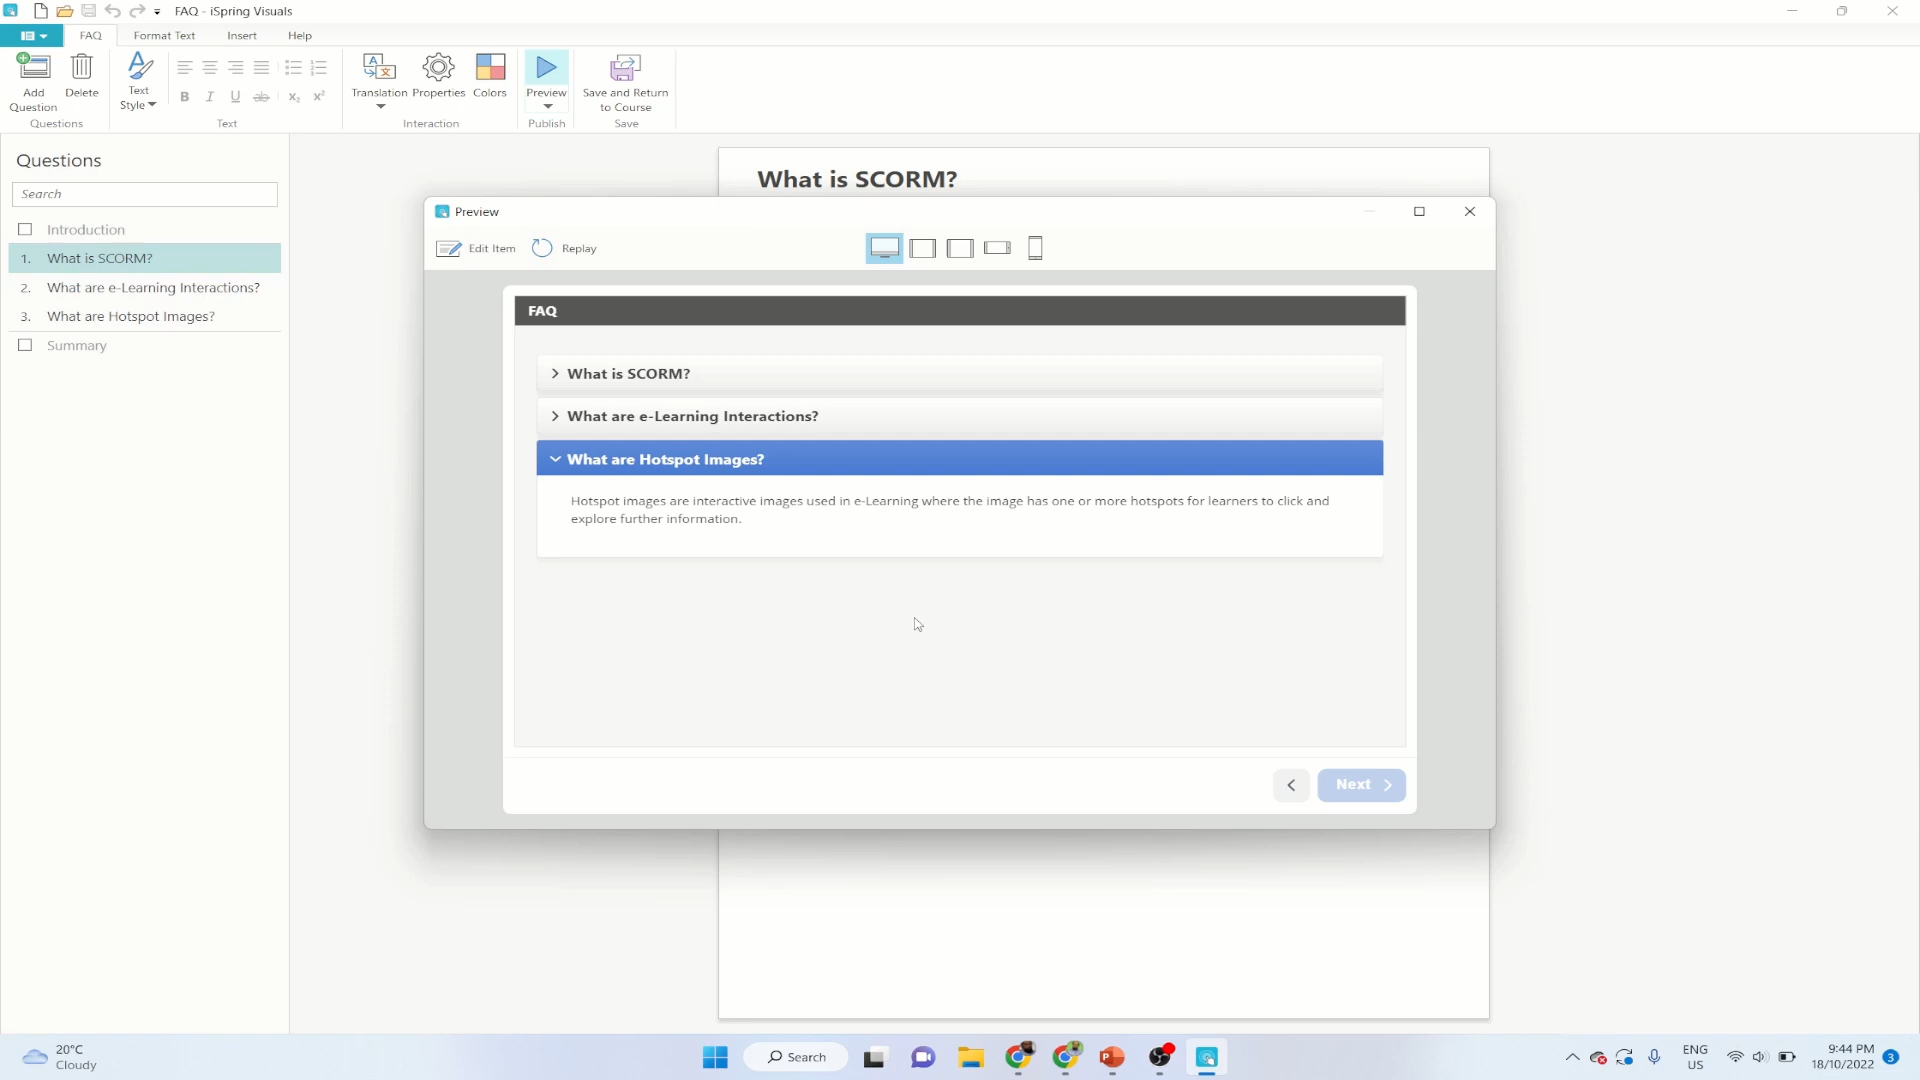 FAQ - iSpring Visuals
FAQ
Format Text
Insert
Help
Add
Question
Delete
Questions
Text
Style
B
I
U
ab
x₂
x²
Text
Translation
Properties
Colors
Interaction
Preview
Publish
Save and Return
to Course
Save
Questions
Search
Introduction
1. What is SCORM?
2. What are e-Learning Interactions?
3. What are Hotspot Images?
Summary
What is SCORM?
Preview
Edit Item
Replay
FAQ
What is SCORM?
What are e-Learning Interactions?
What are Hotspot Images?
Hotspot images are interactive images used in e-Learning where the image has one or more hotspots for learners to click and
explore further information.
Next
20°C
Cloudy
Search
ENG
US
9:44 PM
18/10/2022
3